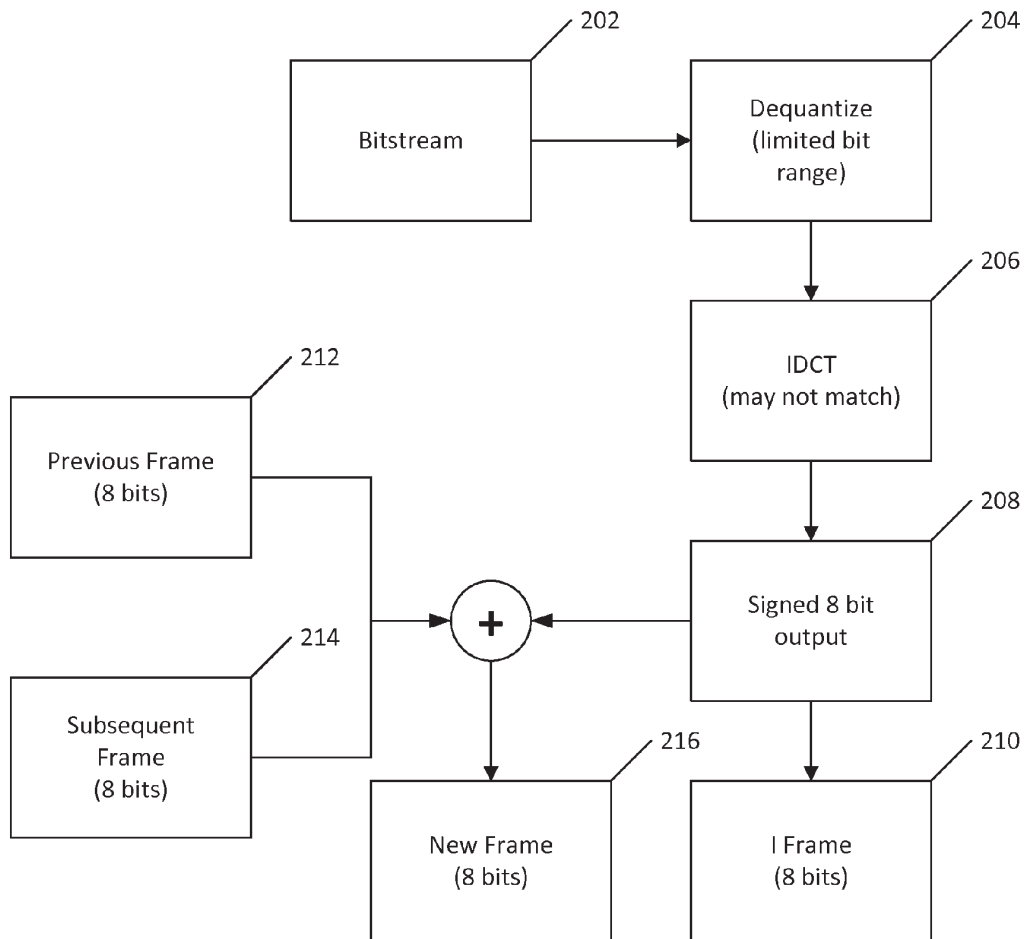 202
204
Bitstream
Dequantize
(limited bit
range)
206
IDCT
(may not match)
212
Previous Frame
(8 bits)
208
Signed 8 bit
output
+
214
Subsequent
Frame
(8 bits)
216
New Frame
(8 bits)
210
I Frame
(8 bits)